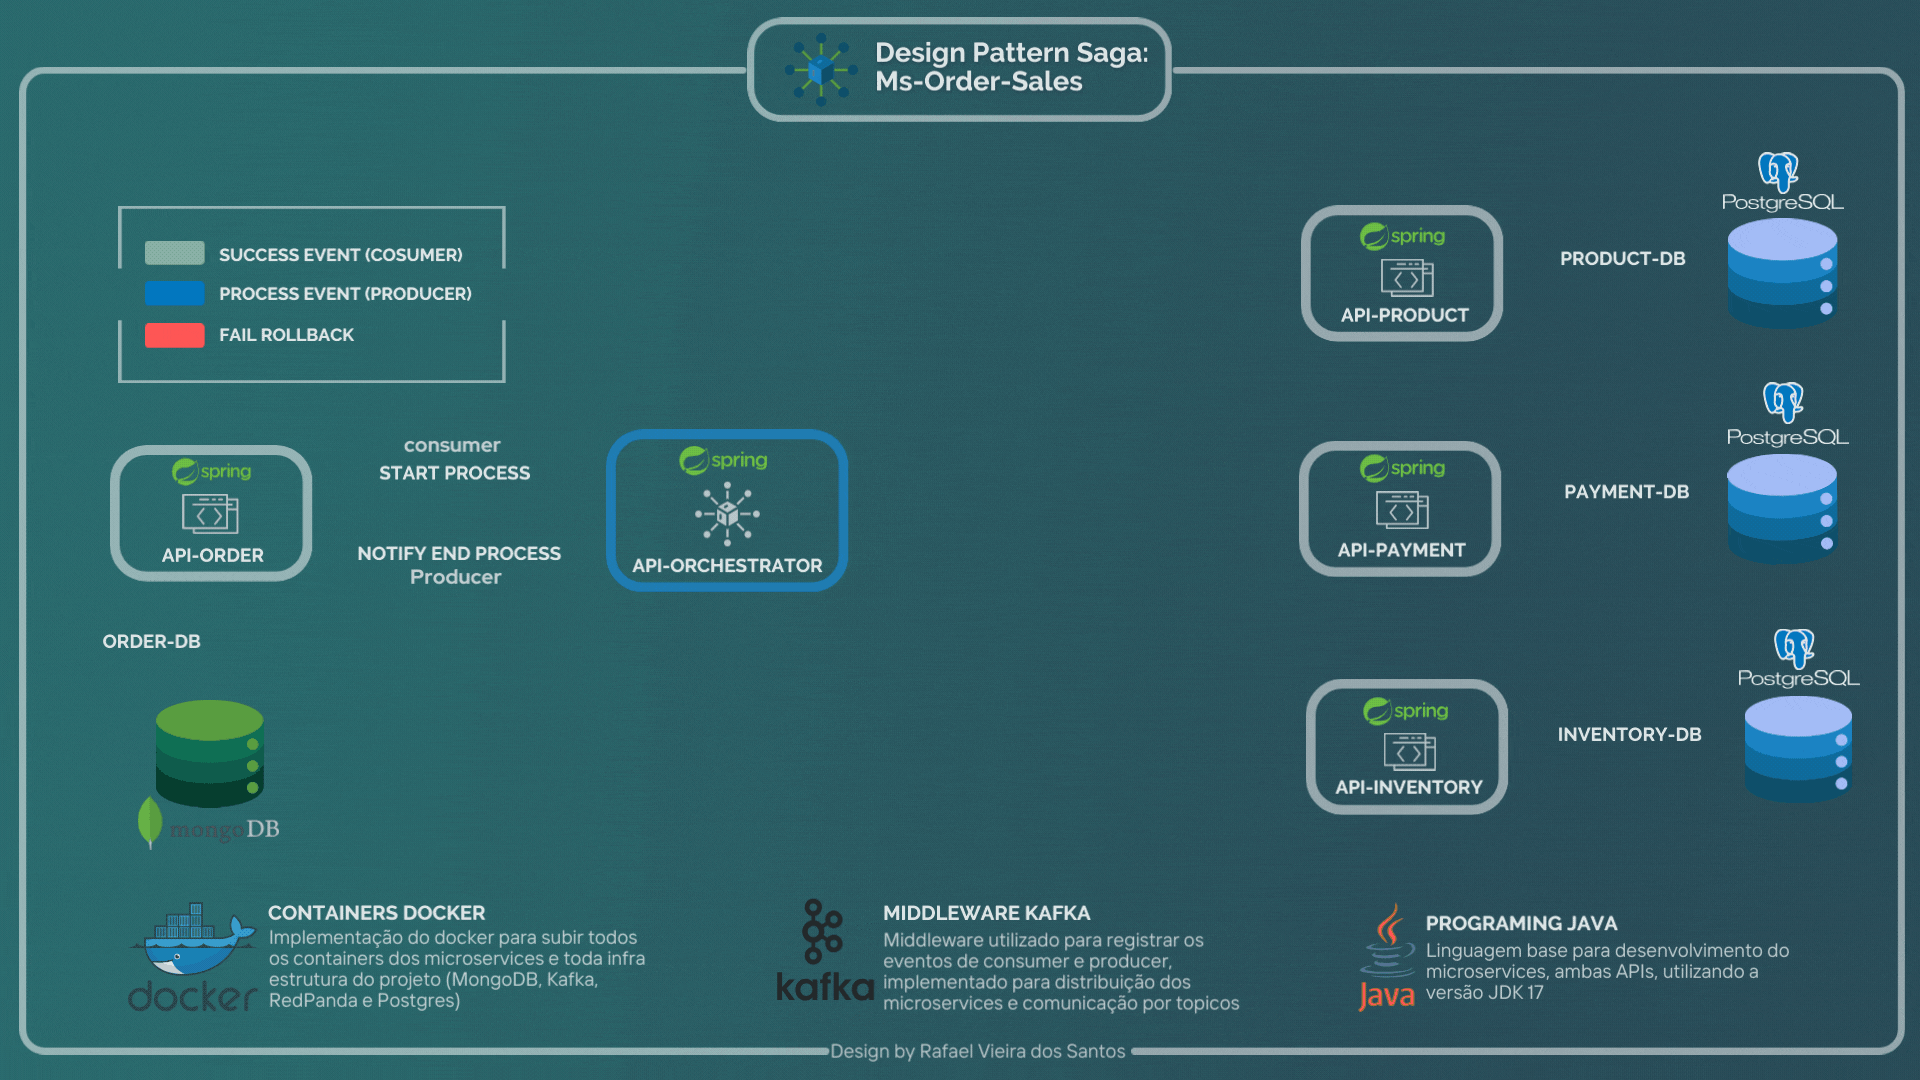 Design Pattern Saga:
Ms-Order-Sales
SUCCESS EVENT (COSUMER)
PROCESS EVENT (PRODUCER)
FAIL ROLLBACK
spring
API-ORDER
consumer
START PROCESS
NOTIFY END PROCESS
Producer
spring
API-ORCHESTRATOR
ORDER-DB
mongoDB
spring
API-PRODUCT
PRODUCT-DB
PostgreSQL
spring
API-PAYMENT
PAYMENT-DB
PostgreSQL
spring
API-INVENTORY
INVENTORY-DB
PostgreSQL
docker
CONTAINERS DOCKER
Implementação do docker para subir todos
os containers dos microservices e toda infra
estrutura do projeto (MongoDB, Kafka,
RedPanda e Postgres)
kafka
MIDDLEWARE KAFKA
Middleware utilizado para registrar os
eventos de consumer e producer,
implementado para distribuição dos
microservices e comunicação por topicos
Java
PROGRAMING JAVA
Linguagem base para desenvolvimento do
microservices, ambas APIs, utilizando a
versão JDK 17
Design by Rafael Vieira dos Santos